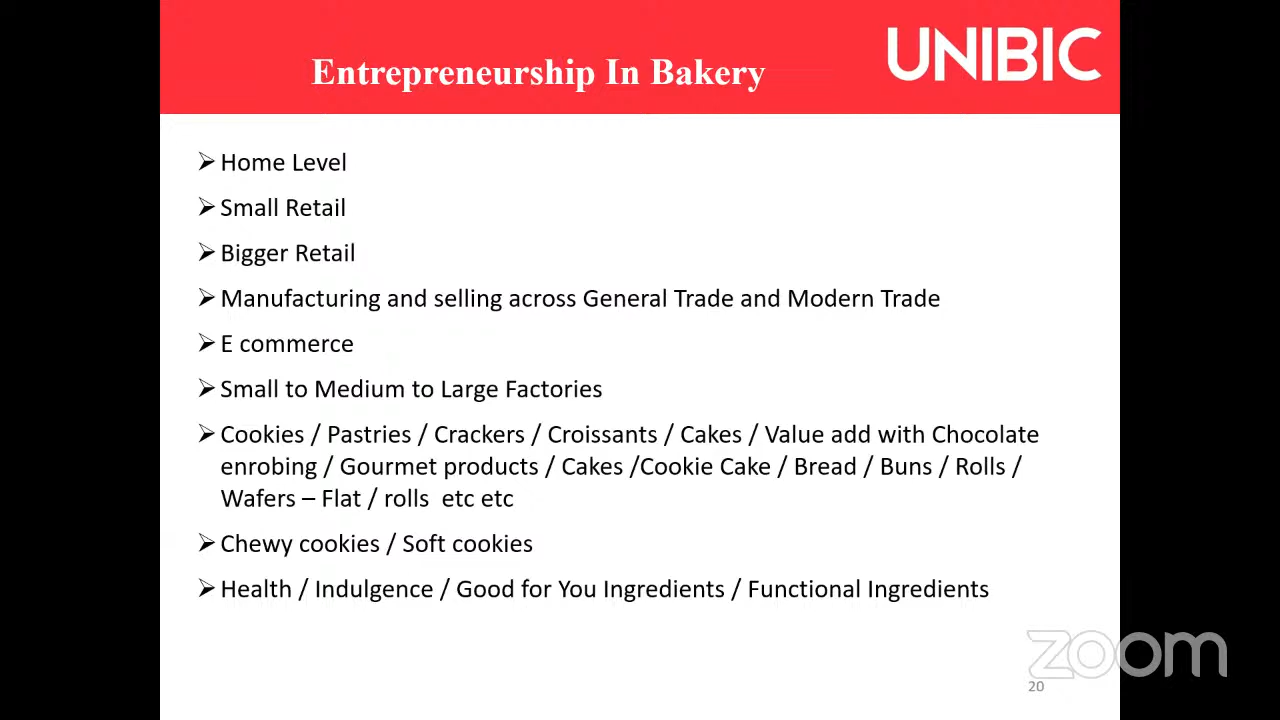 Entrepreneurship In Bakery
UNIBIC
➢ Home Level
➢ Small Retail
➢ Bigger Retail
➢ Manufacturing and selling across General Trade and Modern Trade
➢ E commerce
➢ Small to Medium to Large Factories
➢ Cookies / Pastries / Crackers / Croissants / Cakes / Value add with Chocolate
enrobing / Gourmet products / Cakes /Cookie Cake / Bread / Buns / Rolls /
Wafers – Flat / rolls  etc etc
➢ Chewy cookies / Soft cookies
➢ Health / Indulgence / Good for You Ingredients / Functional Ingredients
zoom
20